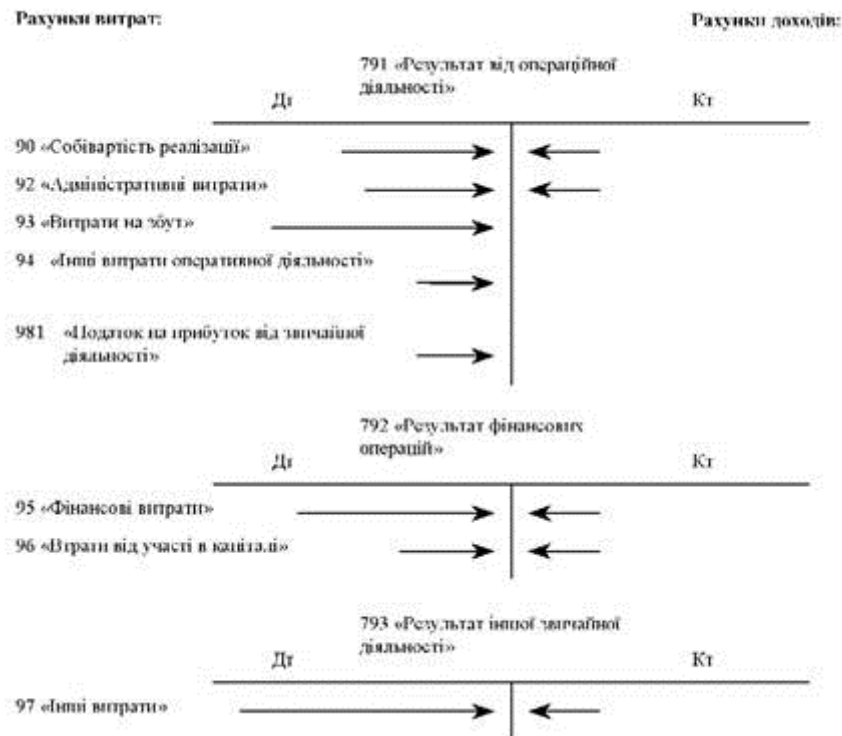 Рахунки витрат: Рахунки доходів:
791 «Результат від операційної
діяльності»
Дт Кт
90 «Собівартість реалізації»
92 «Адміністративні витрати»
93 «Витрати на збут»
94 «Інші витрати оперативної діяльності»
981 «Податок на прибуток від звичайної
діяльності»
792 «Результат фінансових
операцій»
Дт Кт
95 «Фінансові витрати»
96 «Втрати від участі в капіталі»
793 «Результат іншої звичайної
діяльності»
Дт Кт
97 «Інші витрати»